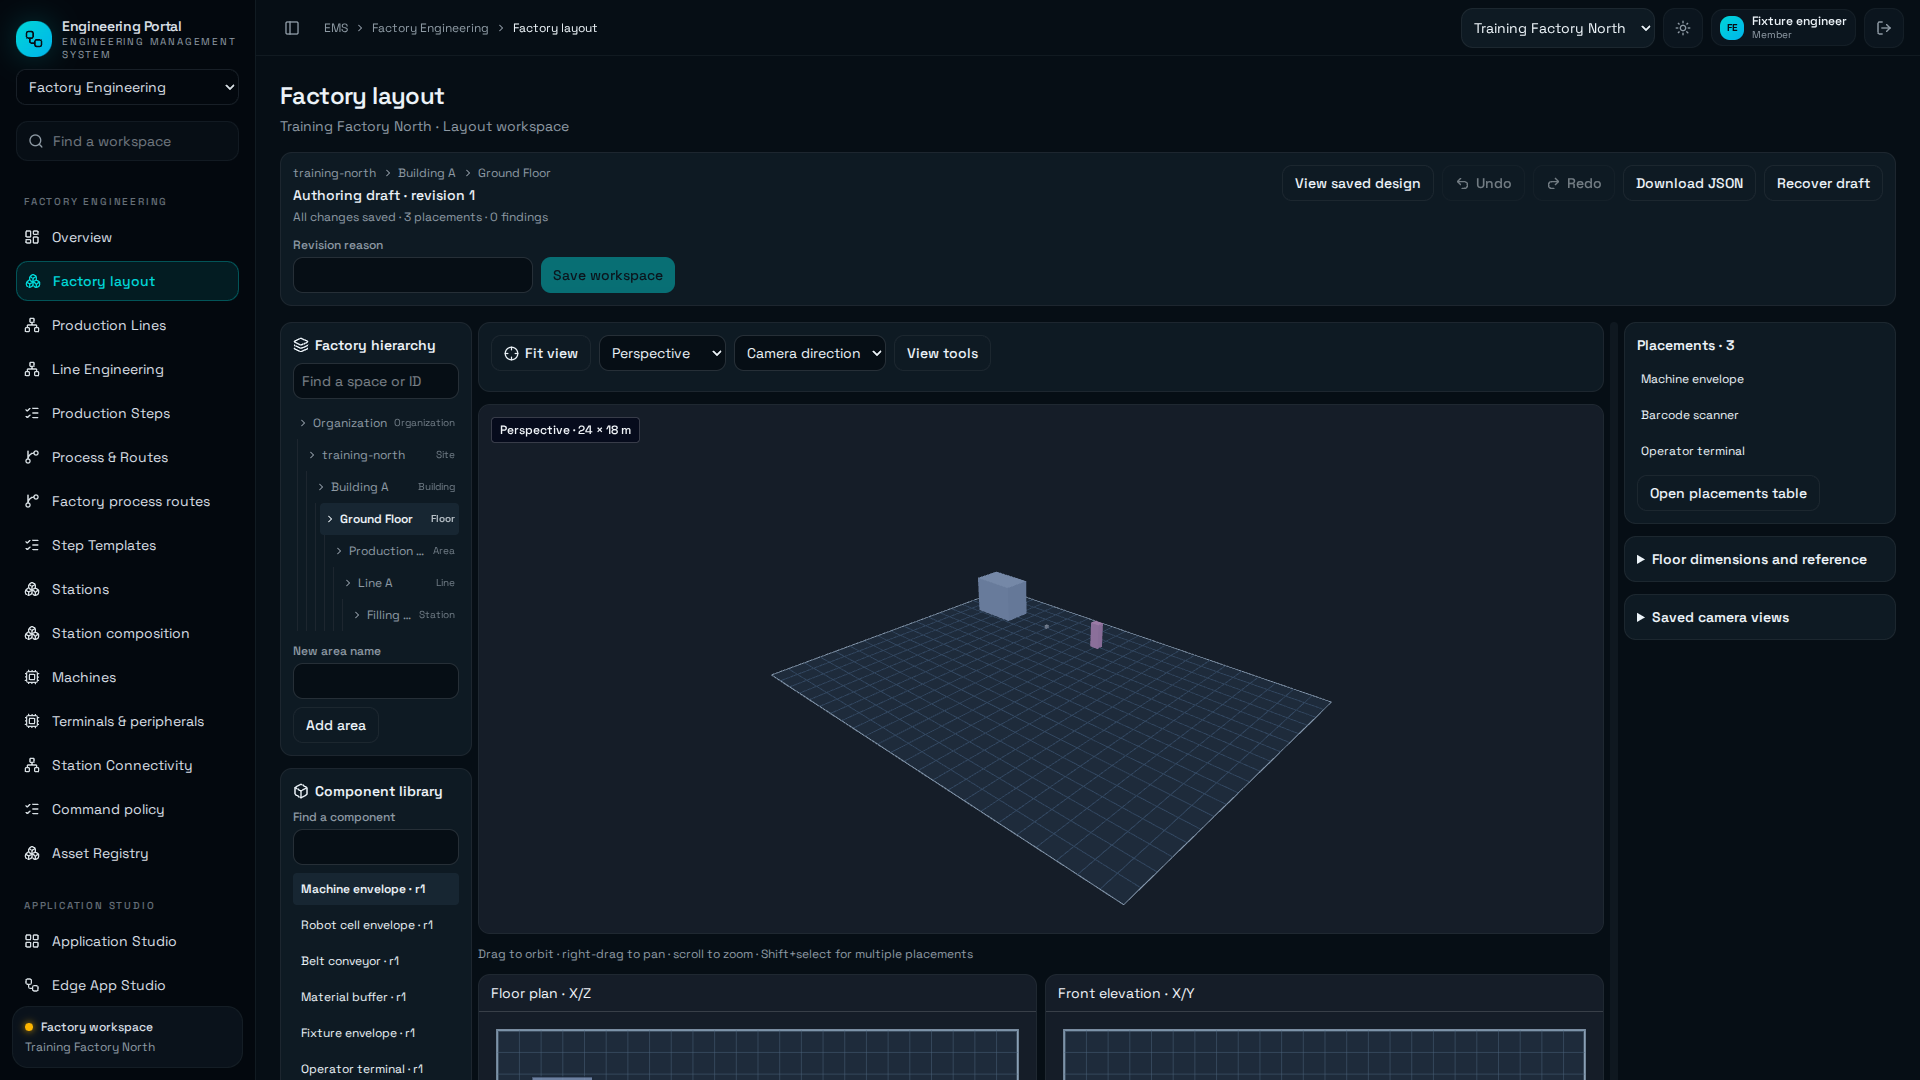 Engineering Portal
ENGINEERING MANAGEMENT
SYSTEM
Factory Engineering
Find a workspace
FACTORY ENGINEERING
Overview
Factory layout
Production Lines
Line Engineering
Production Steps
Process & Routes
Factory process routes
Step Templates
Stations
Station composition
Machines
Terminals & peripherals
Station Connectivity
Command policy
Asset Registry
APPLICATION STUDIO
Application Studio
Edge App Studio
Factory workspace
Training Factory North
EMS > Factory Engineering > Factory layout
Training Factory North
FE
Fixture engineer
Member
Factory layout
Training Factory North · Layout workspace
training-north > Building A > Ground Floor
Authoring draft · revision 1
All changes saved · 3 placements · 0 findings
Revision reason
Save workspace
View saved design
Undo
Redo
Download JSON
Recover draft
Factory hierarchy
Find a space or ID
Organization Organization
training-north Site
Building A Building
Ground Floor Floor
Production ... Area
Line A Line
Filling ... Station
New area name
Add area
Component library
Find a component
Machine envelope · r1
Robot cell envelope · r1
Belt conveyor · r1
Material buffer · r1
Fixture envelope · r1
Operator terminal · r1
Fit view
Perspective
Camera direction
View tools
Perspective · 24 × 18 m
Drag to orbit · right-drag to pan · scroll to zoom · Shift+select for multiple placements
Floor plan · X/Z
Front elevation · X/Y
Placements · 3
Machine envelope
Barcode scanner
Operator terminal
Open placements table
Floor dimensions and reference
Saved camera views